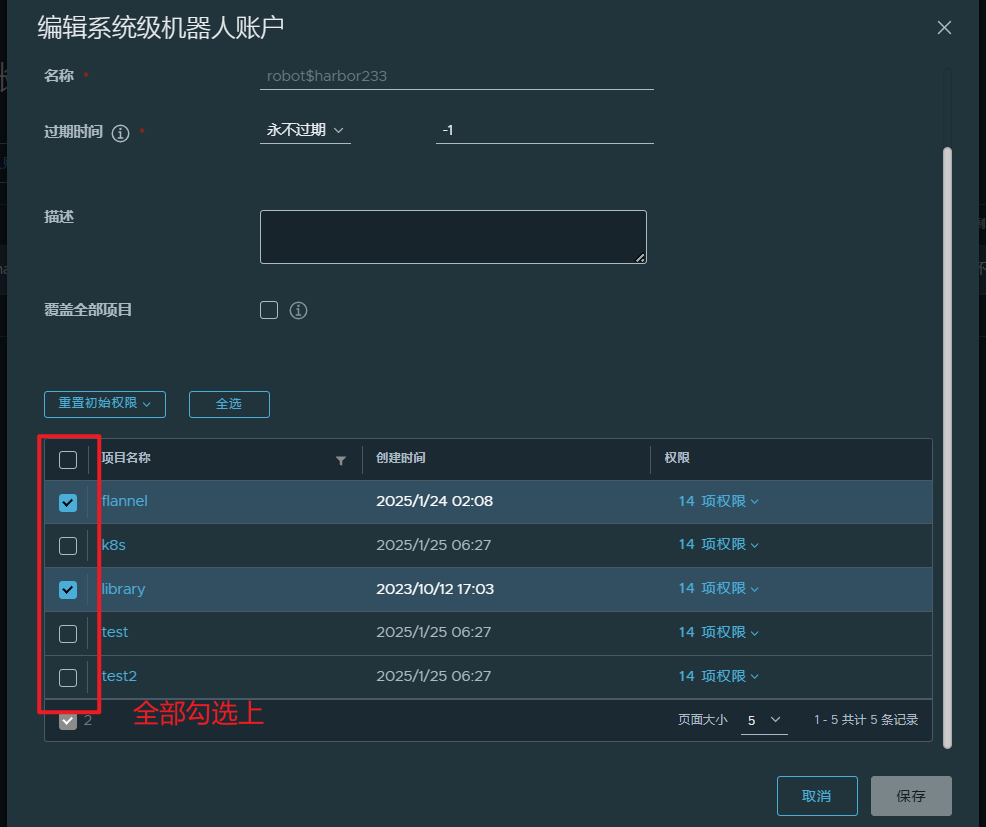 编辑系统级机器人账户
名称 *
robot$harbor233
过期时间 *
永不过期
-1
描述
覆盖全部项目
重置初始权限
全选
项目名称 创建时间 权限
flannel 2025/1/24 02:08 14 项权限
k8s 2025/1/25 06:27 14 项权限
library 2023/10/12 17:03 14 项权限
test 2025/1/25 06:27 14 项权限
test2 2025/1/25 06:27 14 项权限
全部勾选上
2 页面大小 5 1 - 5 共计 5 条记录
取消 保存